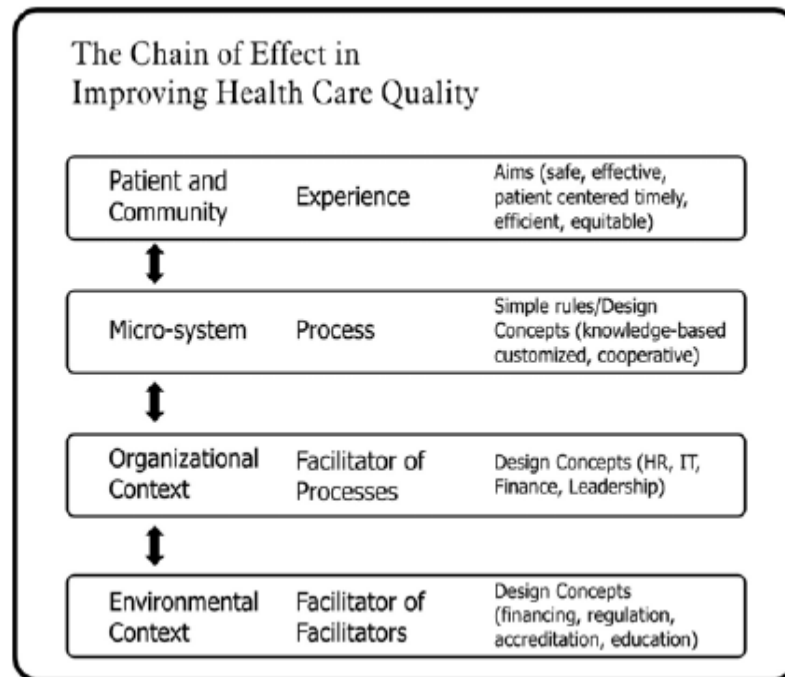 The Chain of Effect in
Improving Health Care Quality
Patient and
Community
Experience
Aims (safe, effective,
patient centered timely,
efficient, equitable)
Micro-system
Process
Simple rules/Design
Concepts (knowledge-based
customized, cooperative)
Organizational
Context
Facilitator of
Processes
Design Concepts (HR, IT,
Finance, Leadership)
Environmental
Context
Facilitator of
Facilitators
Design Concepts
(financing, regulation,
accreditation, education)